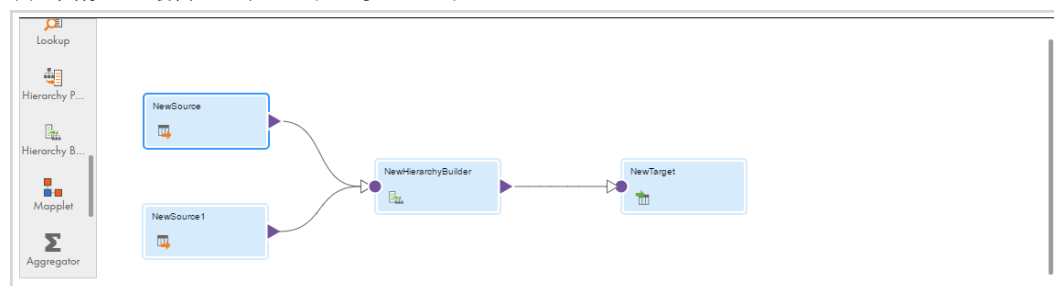 Lookup
Hierarchy P...
Hierarchy B...
Mapplet
Aggregator
NewSource
NewSource1
NewHierarchyBuilder
NewTarget